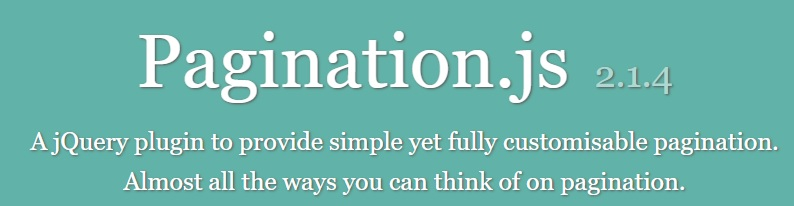 Pagination.js 2.1.4
A jQuery plugin to provide simple yet fully customisable pagination.
Almost all the ways you can think of on pagination.